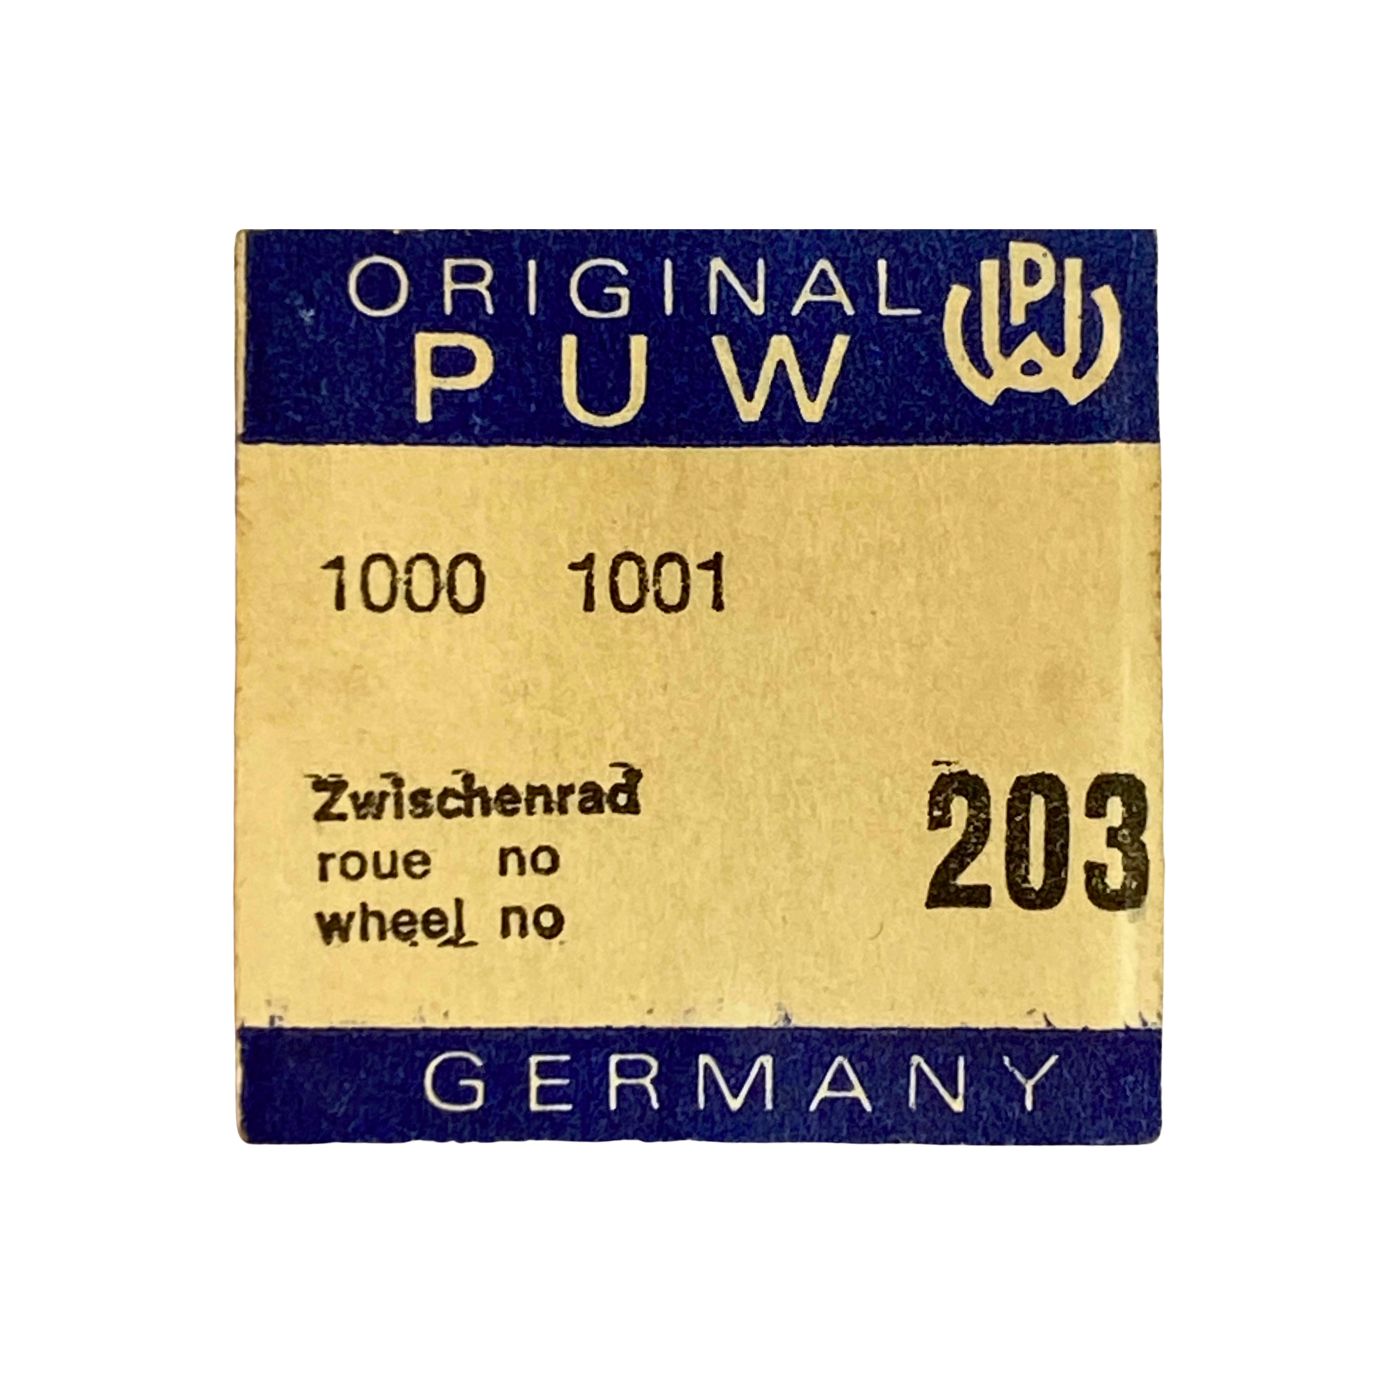 ORIGINAL
PUW
1000 1001
Zwischenrad
roue no
wheel no
203
GERMANY